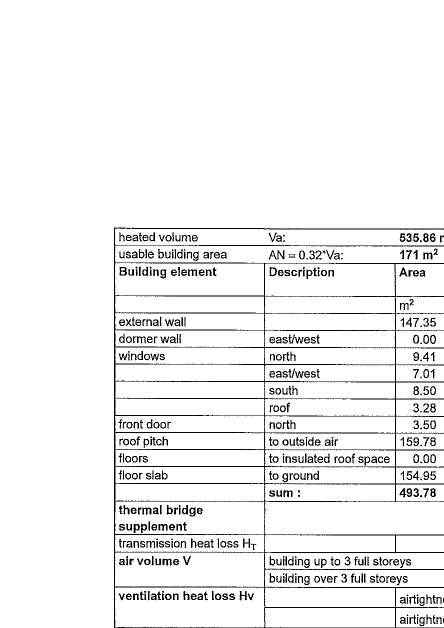 heated volume Va: 535.86
usable building area AN = 0.32*Va: 171 m²
Building element Description Area
m²
external wall 147.35
dormer wall east/west 0.00
windows north 9.41
east/west 7.01
south 8.50
roof 3.28
front door north 3.50
roof pitch to outside air 159.78
floors to insulated roof space 0.00
floor slab to ground 154.95
sum : 493.78
thermal bridge
supplement
transmission heat loss H_T
air volume V building up to 3 full storeys
building over 3 full storeys
ventilation heat loss Hv airtightn
airtightn